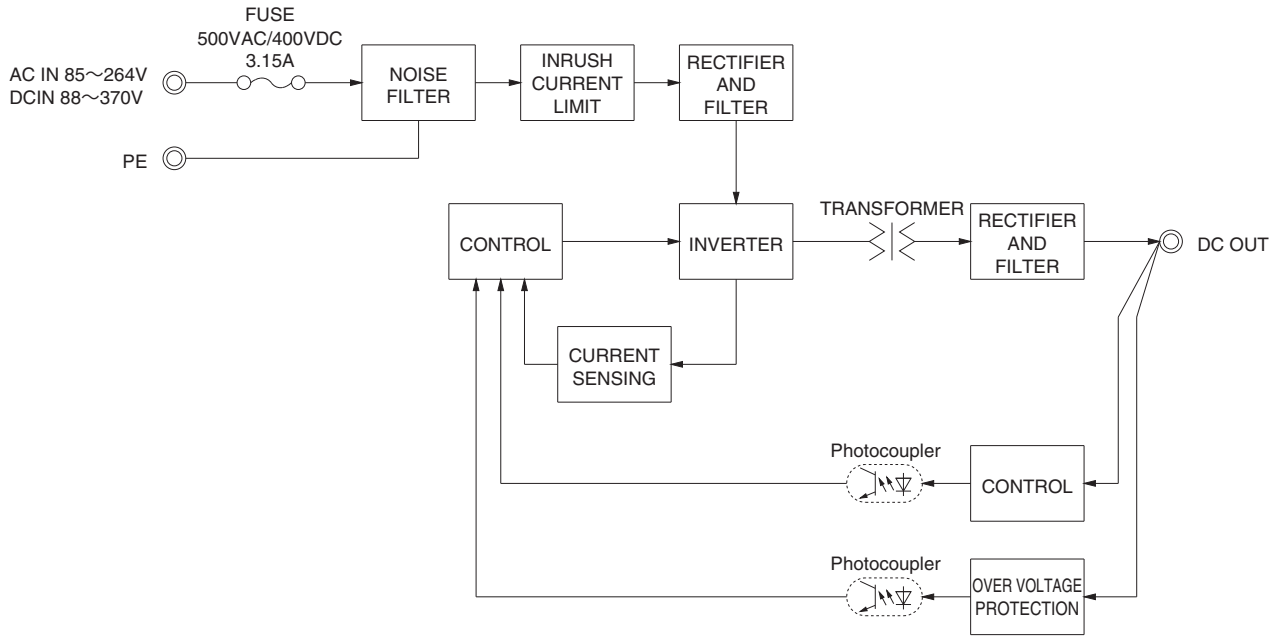 FUSE
500VAC/400VDC
3.15A
AC IN 85～264V
DCIN 88～370V
NOISE
FILTER
INRUSH
CURRENT
LIMIT
RECTIFIER
AND
FILTER
PE
CONTROL
INVERTER
TRANSFORMER
RECTIFIER
AND
FILTER
DC OUT
CURRENT
SENSING
Photocoupler
CONTROL
Photocoupler
OVER VOLTAGE
PROTECTION